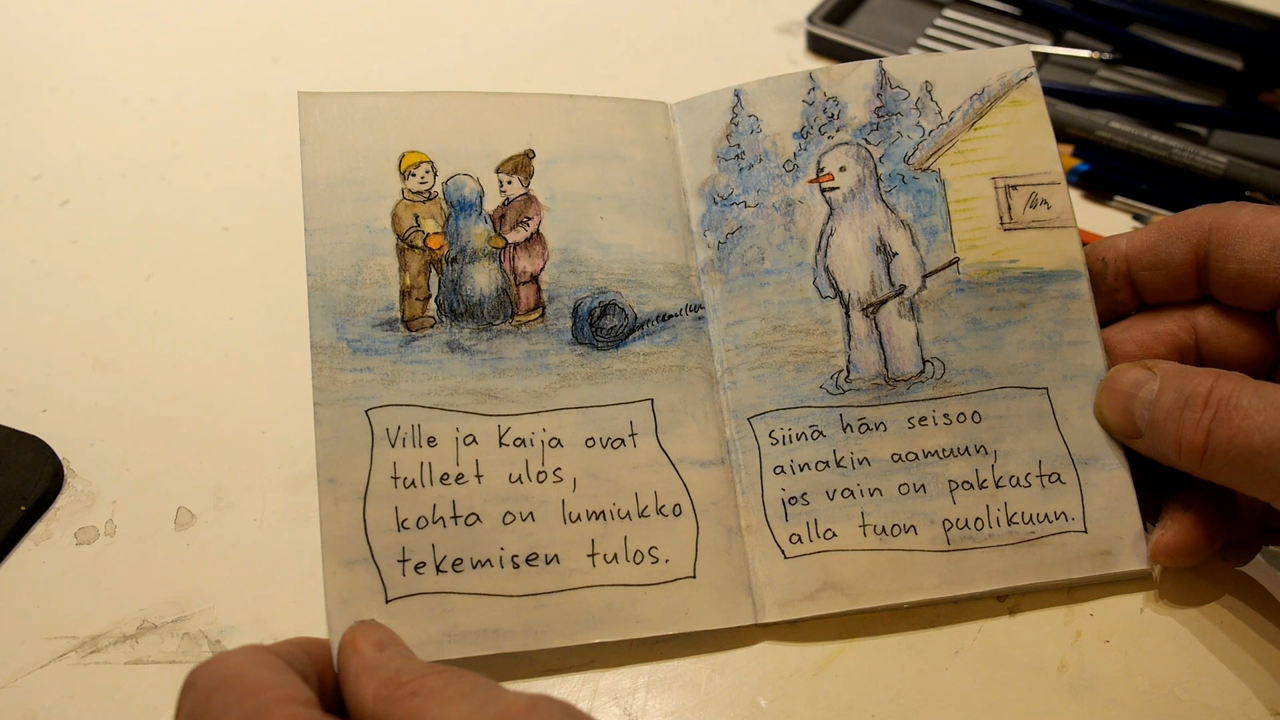 Ville ja Kaija ovat
tulleet ulos,
kohta on lumiukko
tekemisen tulos.
siinä hän seisoo
ainakin aamuun,
jos vain on pakkasta
alla tuon puolikuun.